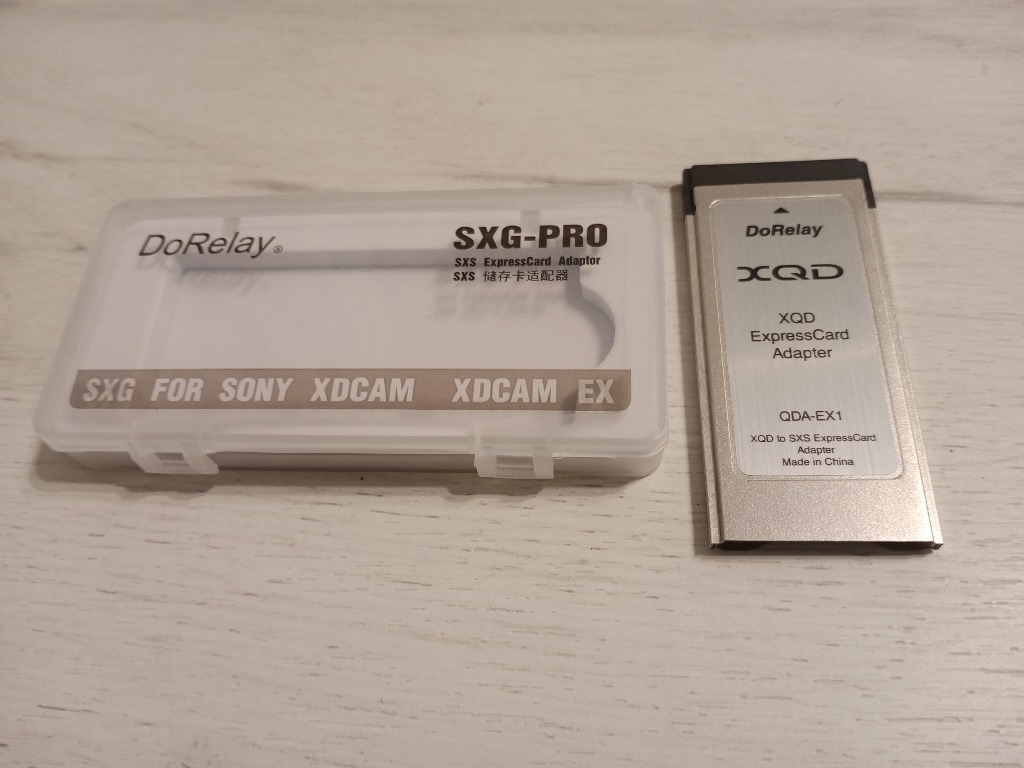 DoRelay®
SXG-PRO
SXS ExpressCard Adaptor
SXS 储存卡适配器
SXG FOR SONY XDCAM XDCAM EX
DoRelay
XQD
XQD
ExpressCard
Adapter
QDA-EX1
XQD to SXS ExpressCard
Adapter
Made in China